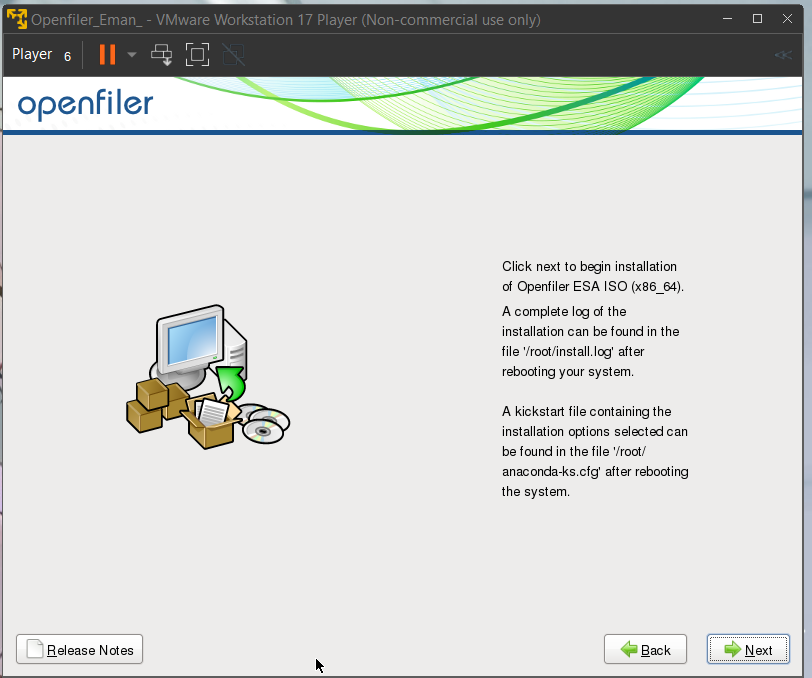 Openfiler_Eman_ - VMware Workstation 17 Player (Non-commercial use only)
Player 6
openfiler
Click next to begin installation
of Openfiler ESA ISO (x86_64).
A complete log of the
installation can be found in the
file '/root/install.log' after
rebooting your system.
A kickstart file containing the
installation options selected can
be found in the file '/root/
anaconda-ks.cfg' after rebooting
the system.
Release Notes
Back
Next